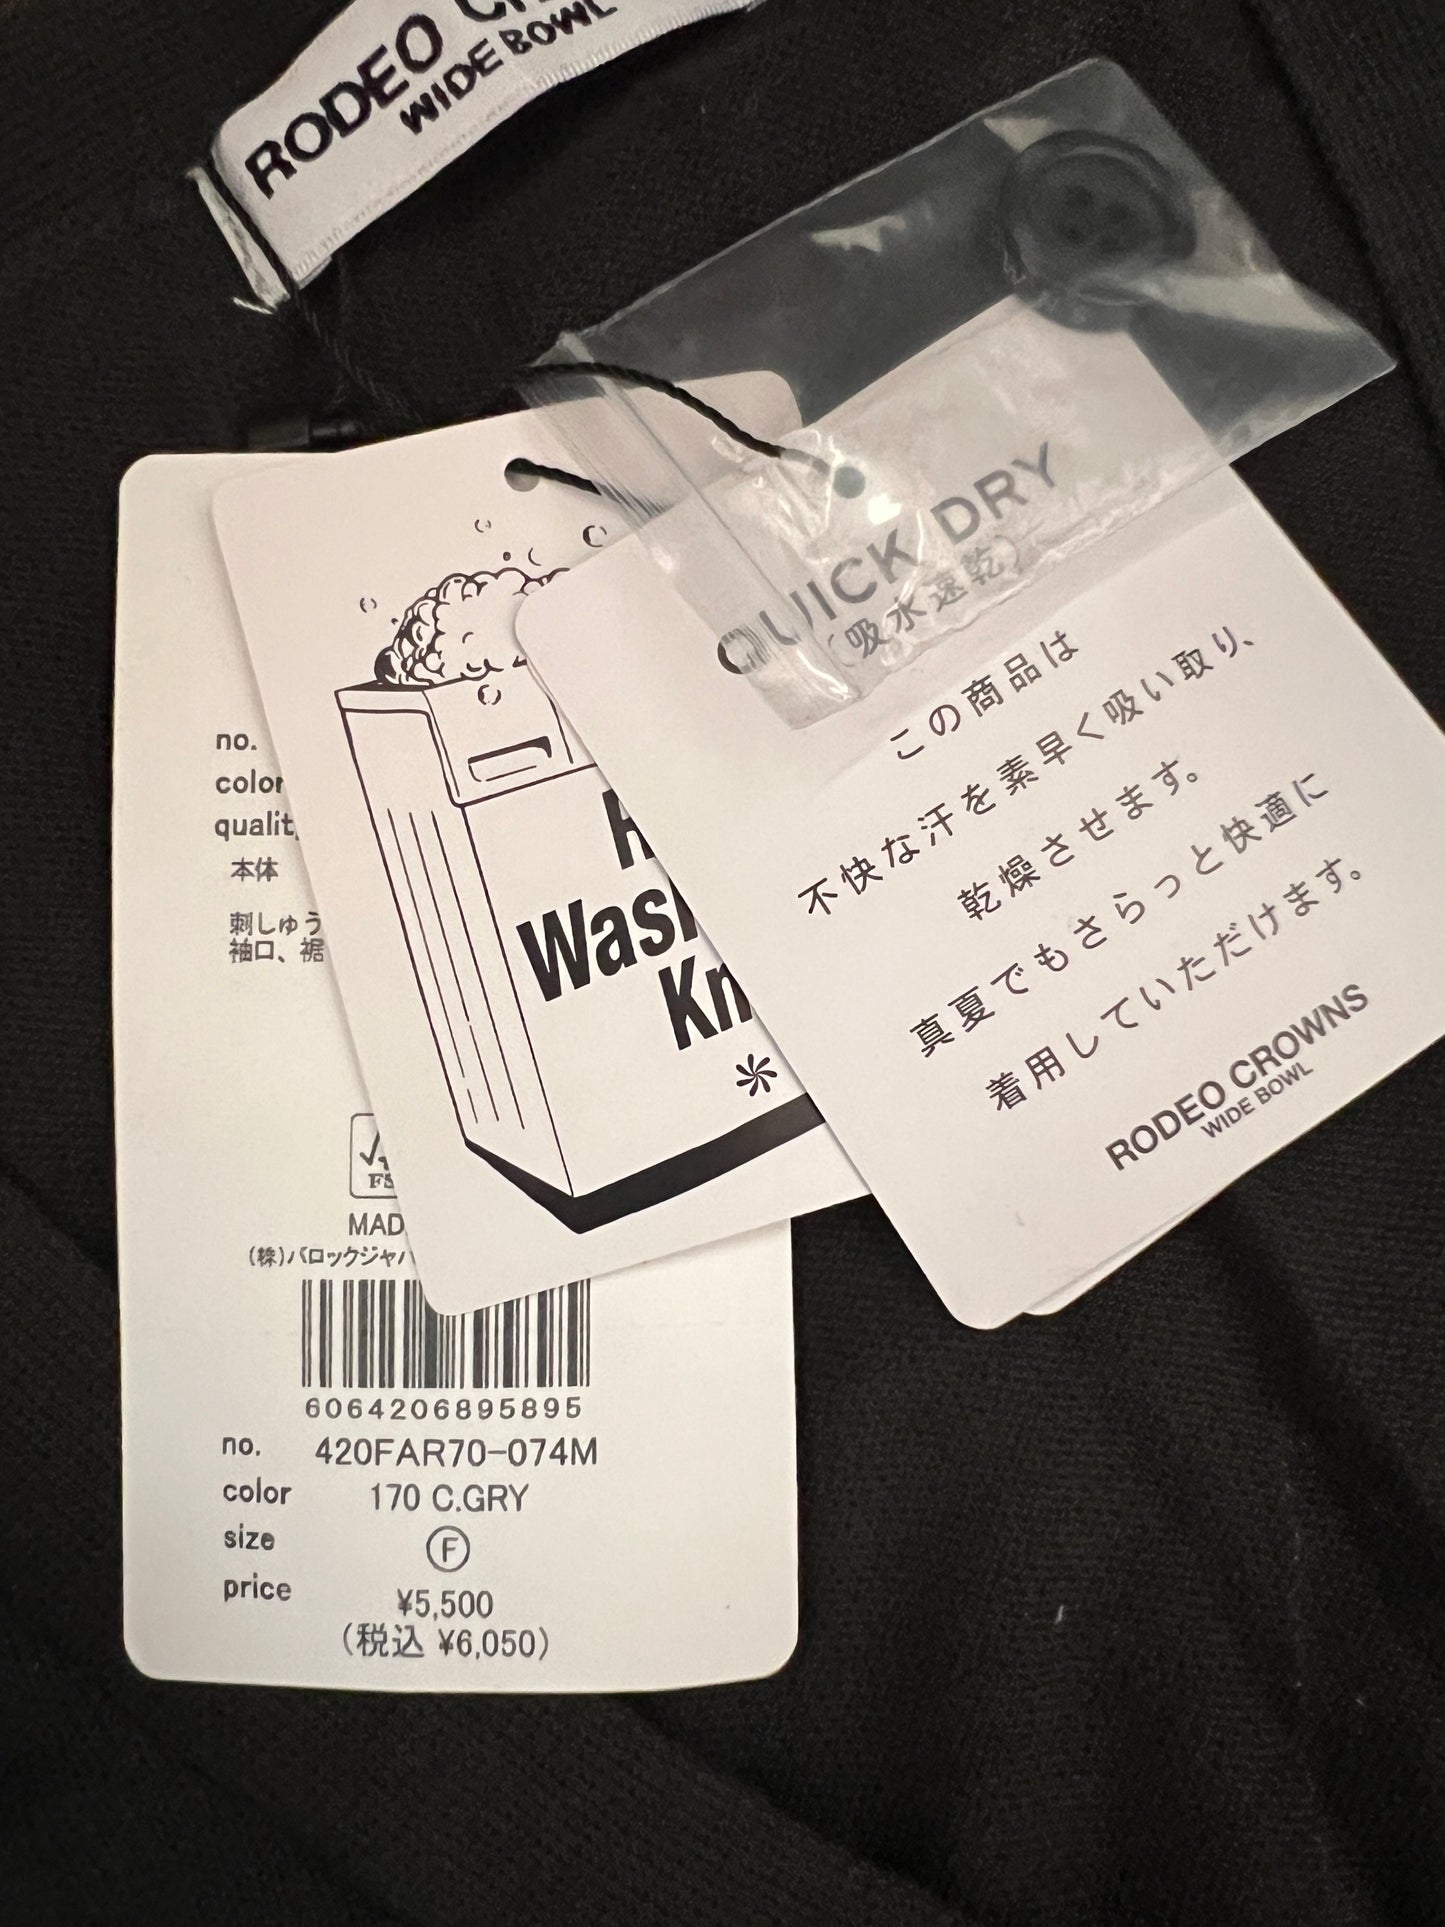 RODEO
WIDE BOWL
no.
color
本体
刺しゅう
袖口、裾
MAD
(株)バロックジャパ
6064206895895
no. 420FAR70-074M
color 170 C.GRY
size F
price ¥5,500
(税込 ¥6,050)
QUICK DRY
(吸水速乾)
この商品は
不快な汗を素早く吸い取り、
乾燥させます。
真夏でもさらっと快適に
着用していただけます。
RODEO CROWNS
WIDE BOWL